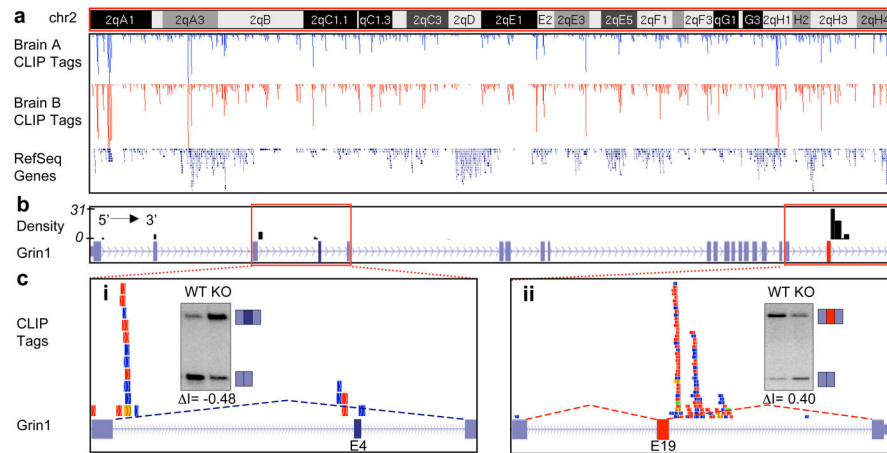 a
chr2 2qA1 2qA3 2qB 2qC1.1 qC1.3 2qC3 2qD 2qE1 E2 2qE3 2qE5 2qF1 2qF3 qG1 G3 2qH1 H2 2qH3 2qH4
Brain A
CLIP Tags
Brain B
CLIP Tags
RefSeq
Genes
b
31
5' 3'
Density
0
Grin1
c
i
WT KO
ii
WT KO
CLIP
Tags
ΔI= -0.48
ΔI= 0.40
Grin1
E4
E19